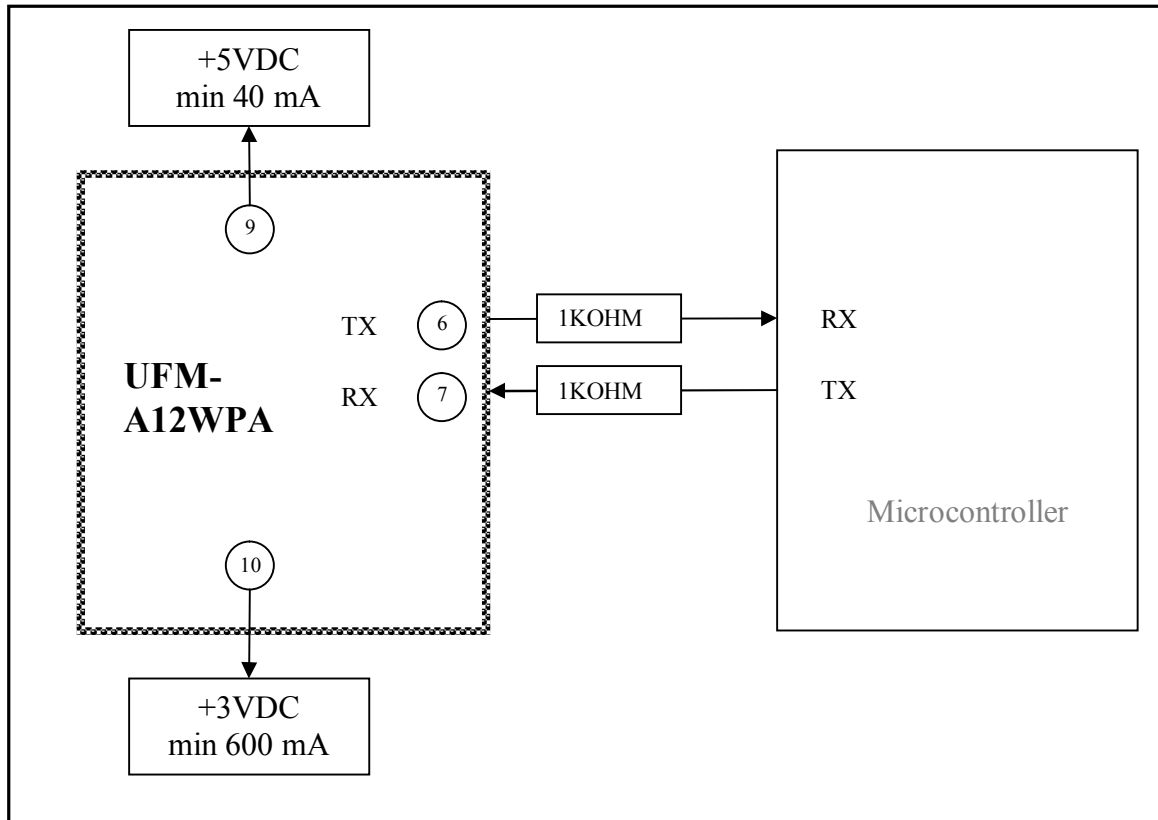 +5VDC
min 40 mA
9
TX 6 1KOHM RX
UFM-
A12WPA
RX 7 1KOHM TX
Microcontroller
10
+3VDC
min 600 mA